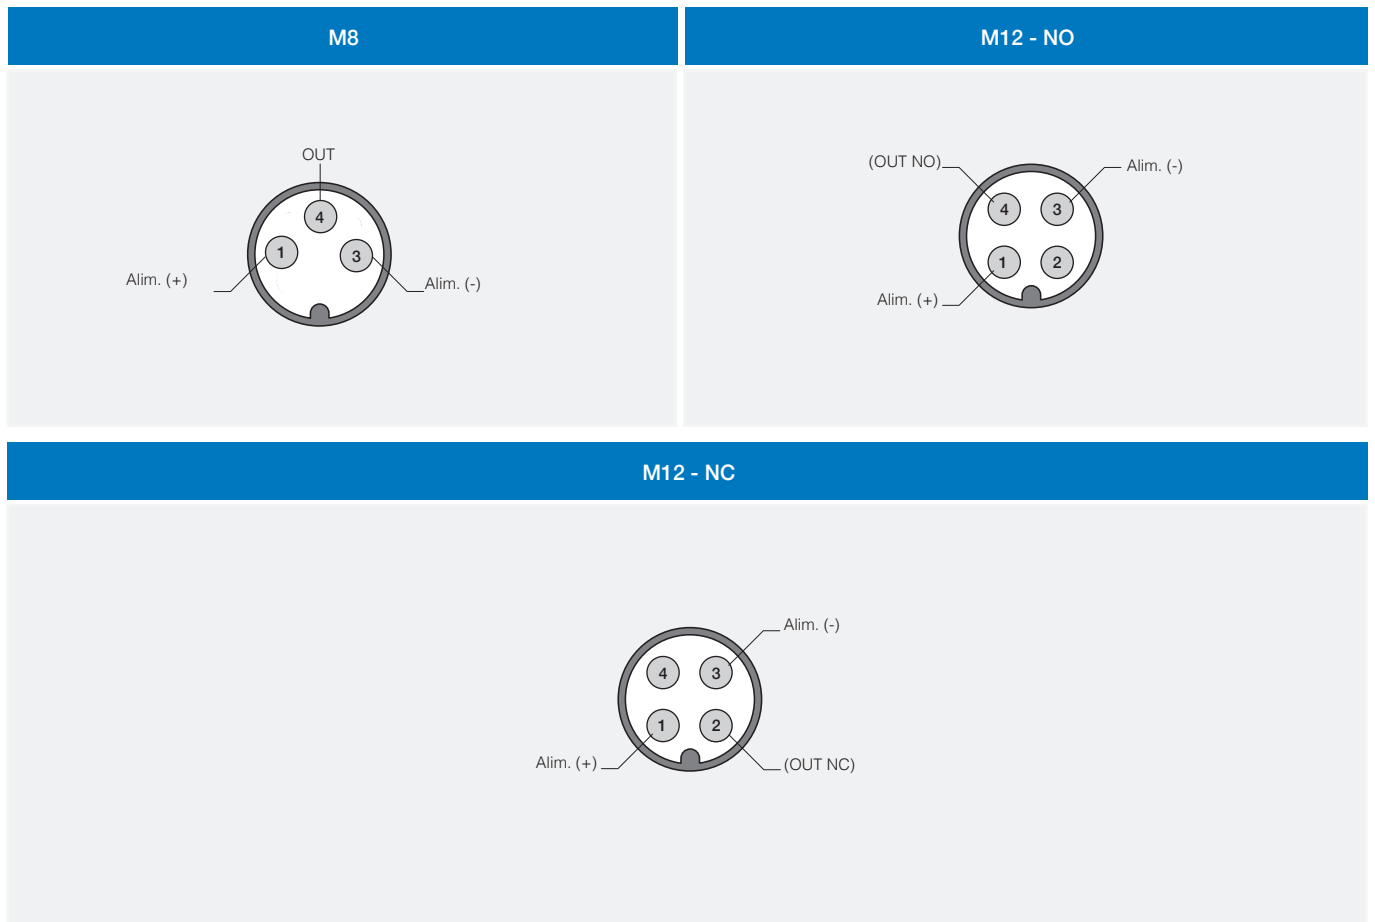 M8
OUT
4
1
3
Alim. (+)
Alim. (-)
M12 - NO
(OUT NO)
Alim. (-)
4
3
1
2
Alim. (+)
M12 - NC
Alim. (-)
4
3
1
2
Alim. (+)
(OUT NC)